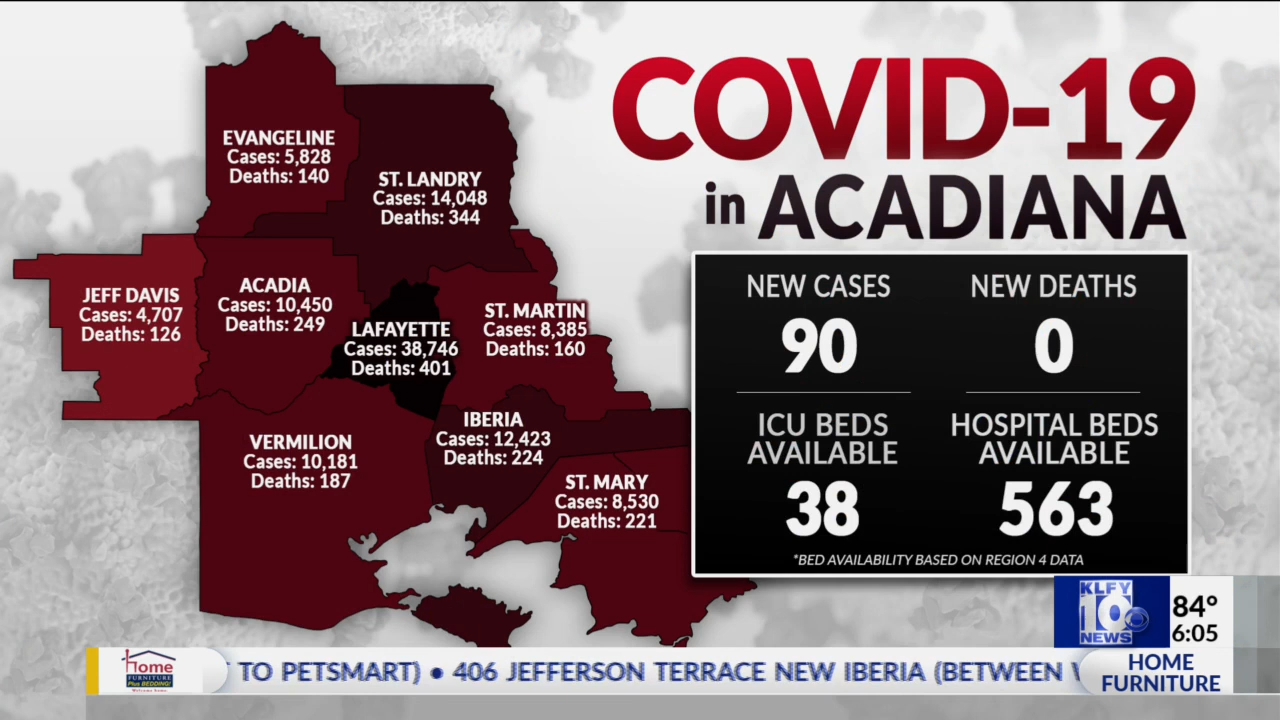 COVID-19
in ACADIANA
EVANGELINE
Cases: 5,828
Deaths: 140
ST. LANDRY
Cases: 14,048
Deaths: 344
JEFF DAVIS
Cases: 4,707
Deaths: 126
ACADIA
Cases: 10,450
Deaths: 249
LAFAYETTE
Cases: 38,746
Deaths: 401
ST. MARTIN
Cases: 8,385
Deaths: 160
VERMILION
Cases: 10,181
Deaths: 187
IBERIA
Cases: 12,423
Deaths: 224
ST. MARY
Cases: 8,530
Deaths: 221
NEW CASES
90
NEW DEATHS
0
ICU BEDS
AVAILABLE
38
HOSPITAL BEDS
AVAILABLE
563
*BED AVAILABILITY BASED ON REGION 4 DATA
KLFY
10
NEWS
84°
6:05
Home
FURNITURE
Plus BEDDING!
Welcome home.
TO PETSMART) • 406 JEFFERSON TERRACE NEW IBERIA (BETWEEN
HOME
FURNITURE